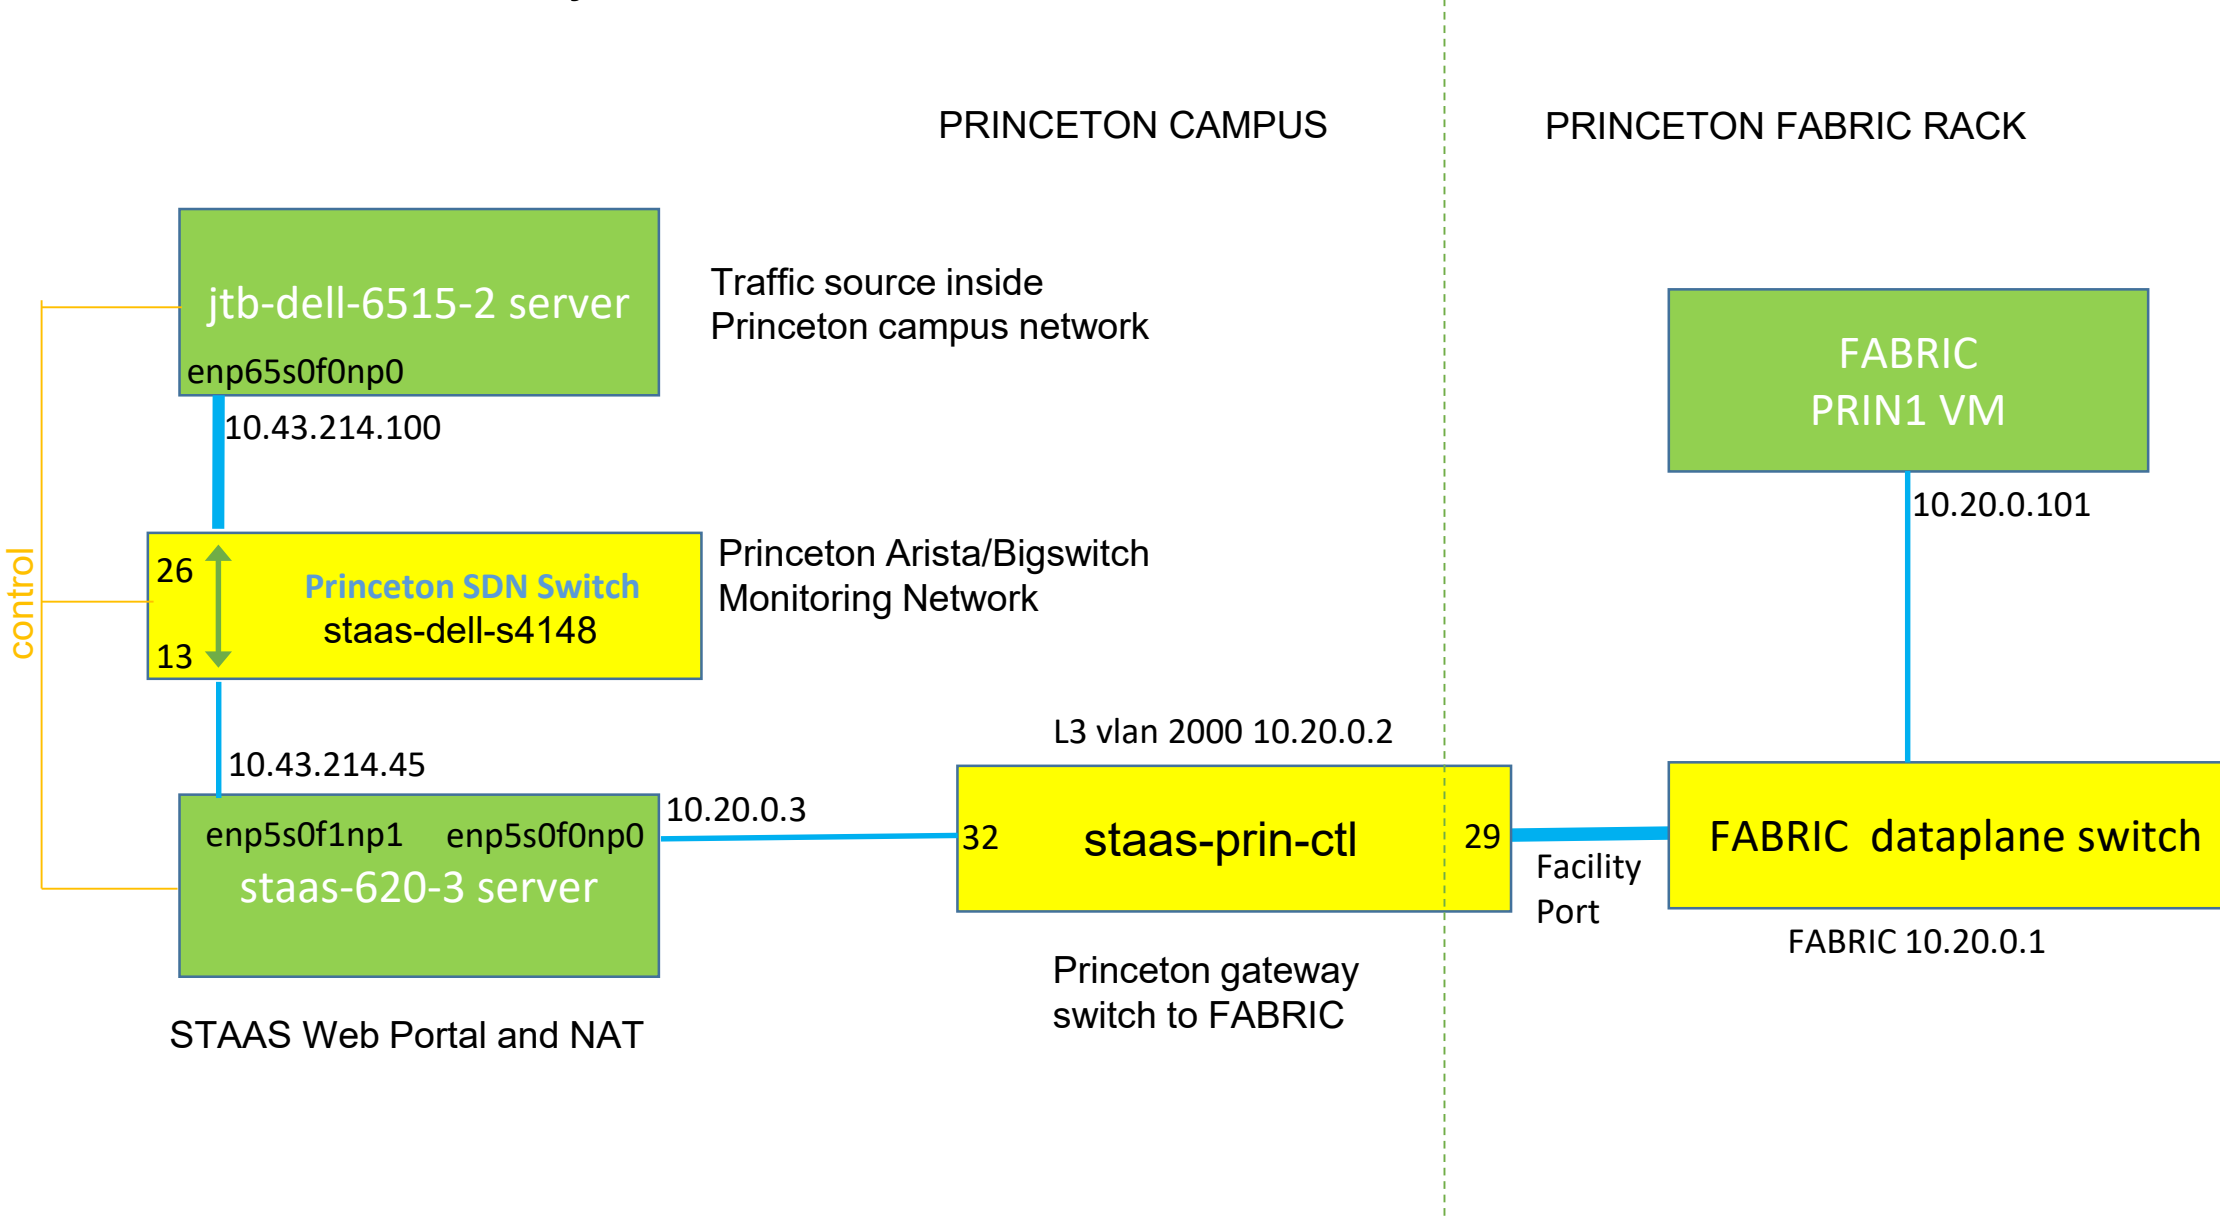 PRINCETON CAMPUS
PRINCETON FABRIC RACK
jtb-dell-6515-2 server
enp65s0f0np0
10.43.214.100
Traffic source inside
Princeton campus network
FABRIC
PRIN1 VM
10.20.0.101
control
26
13
Princeton SDN Switch
staas-dell-s4148
Princeton Arista/Bigswitch
Monitoring Network
10.43.214.45
enp5s0f1np1
enp5s0f0np0
staas-620-3 server
10.20.0.3
L3 vlan 2000 10.20.0.2
32
staas-prin-ctl
29
Facility
Port
FABRIC dataplane switch
FABRIC 10.20.0.1
Princeton gateway
switch to FABRIC
STAAS Web Portal and NAT